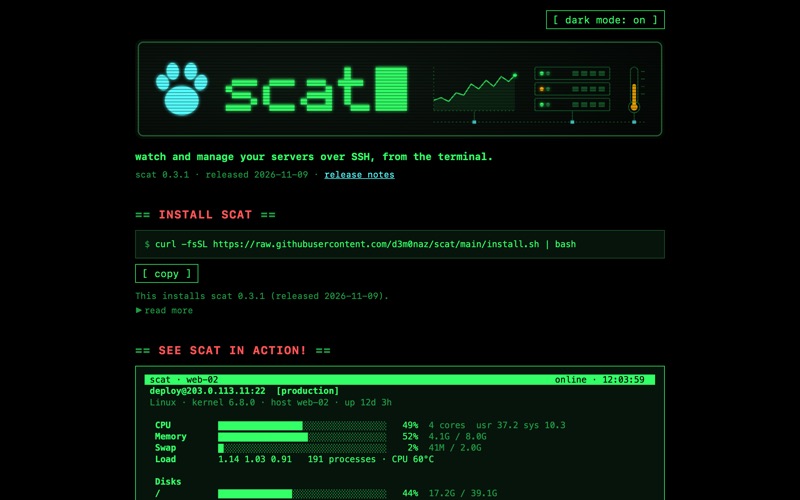 [ dark mode: on ]
scat
watch and manage your servers over SSH, from the terminal.
scat 0.3.1 · released 2026-11-09 · release notes
== INSTALL SCAT ==
$ curl -fsSL https://raw.githubusercontent.com/d3m0naz/scat/main/install.sh | bash
[ copy ]
This installs scat 0.3.1 (released 2026-11-09).
▶ read more
== SEE SCAT IN ACTION! ==
scat · web-02 online · 12:03:59
deploy@203.0.113.11:22 [production]
Linux · kernel 6.8.0 · host web-02 · up 12d 3h
CPU 49% 4 cores usr 37.2 sys 10.3
Memory 52% 4.1G / 8.0G
Swap 2% 41M / 2.0G
Load 1.14 1.03 0.91 191 processes · CPU 60°C
Disks
/ 44% 17.2G / 39.1G